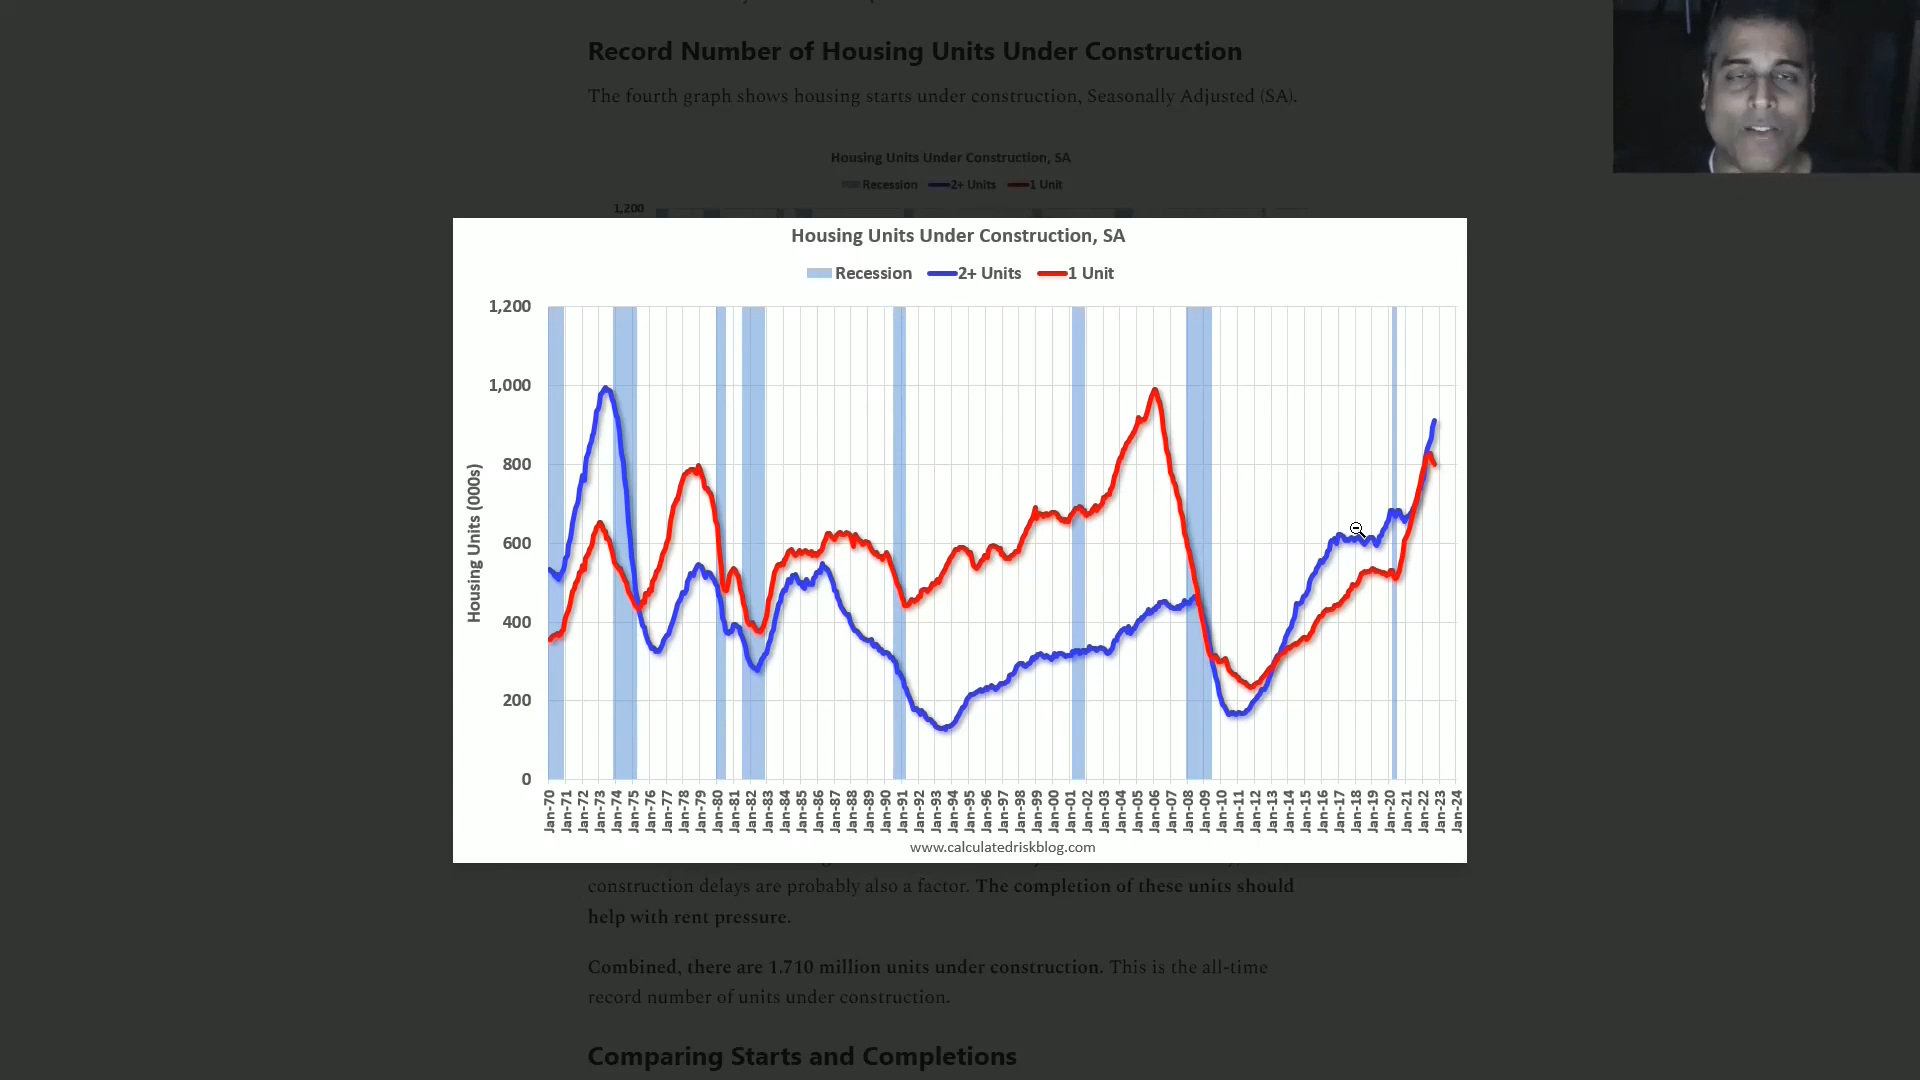 Record Number of Housing Units Under Construction
The fourth graph shows housing starts under construction, Seasonally Adjusted (SA).
Housing Units Under Construction, SA
Recession 2+ Units 1 Unit
1,200
Housing Units Under Construction, SA
Recession 2+ Units 1 Unit
1,200
1,000
800
600
400
200
0
Housing Units (000s)
Jan-70 Jan-71 Jan-72 Jan-73 Jan-74 Jan-75 Jan-76 Jan-77 Jan-78 Jan-79 Jan-80 Jan-81 Jan-82 Jan-83 Jan-84 Jan-85 Jan-86 Jan-87 Jan-88 Jan-89 Jan-90 Jan-91 Jan-92 Jan-93 Jan-94 Jan-95 Jan-96 Jan-97 Jan-98 Jan-99 Jan-00 Jan-01 Jan-02 Jan-03 Jan-04 Jan-05 Jan-06 Jan-07 Jan-08 Jan-09 Jan-10 Jan-11 Jan-12 Jan-13 Jan-14 Jan-15 Jan-16 Jan-17 Jan-18 Jan-19 Jan-20 Jan-21 Jan-22 Jan-23 Jan-24
www.calculatedriskblog.com
construction delays are probably also a factor. The completion of these units should
help with rent pressure.
Combined, there are 1.710 million units under construction. This is the all-time
record number of units under construction.
Comparing Starts and Completions